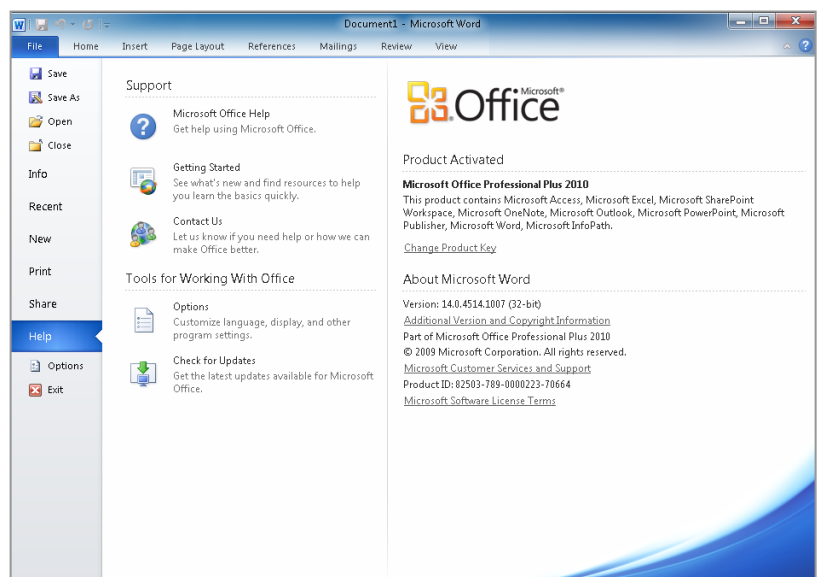 Document1 - Microsoft Word
File Home Insert Page Layout References Mailings Review View
Save
Save As
Open
Close
Info
Recent
New
Print
Share
Help
Options
Exit
Support
Microsoft Office Help
Get help using Microsoft Office.
Getting Started
See what's new and find resources to help
you learn the basics quickly.
Contact Us
Let us know if you need help or how we can
make Office better.
Tools for Working With Office
Options
Customize language, display, and other
program settings.
Check for Updates
Get the latest updates available for Microsoft
Office.
Microsoft®
Office
Product Activated
Microsoft Office Professional Plus 2010
This product contains Microsoft Access, Microsoft Excel, Microsoft SharePoint
Workspace, Microsoft OneNote, Microsoft Outlook, Microsoft PowerPoint, Microsoft
Publisher, Microsoft Word, Microsoft InfoPath.
Change Product Key
About Microsoft Word
Version: 14.0.4514.1007 (32-bit)
Additional Version and Copyright Information
Part of Microsoft Office Professional Plus 2010
© 2009 Microsoft Corporation. All rights reserved.
Microsoft Customer Services and Support
Product ID: 82503-789-0000223-70664
Microsoft Software License Terms